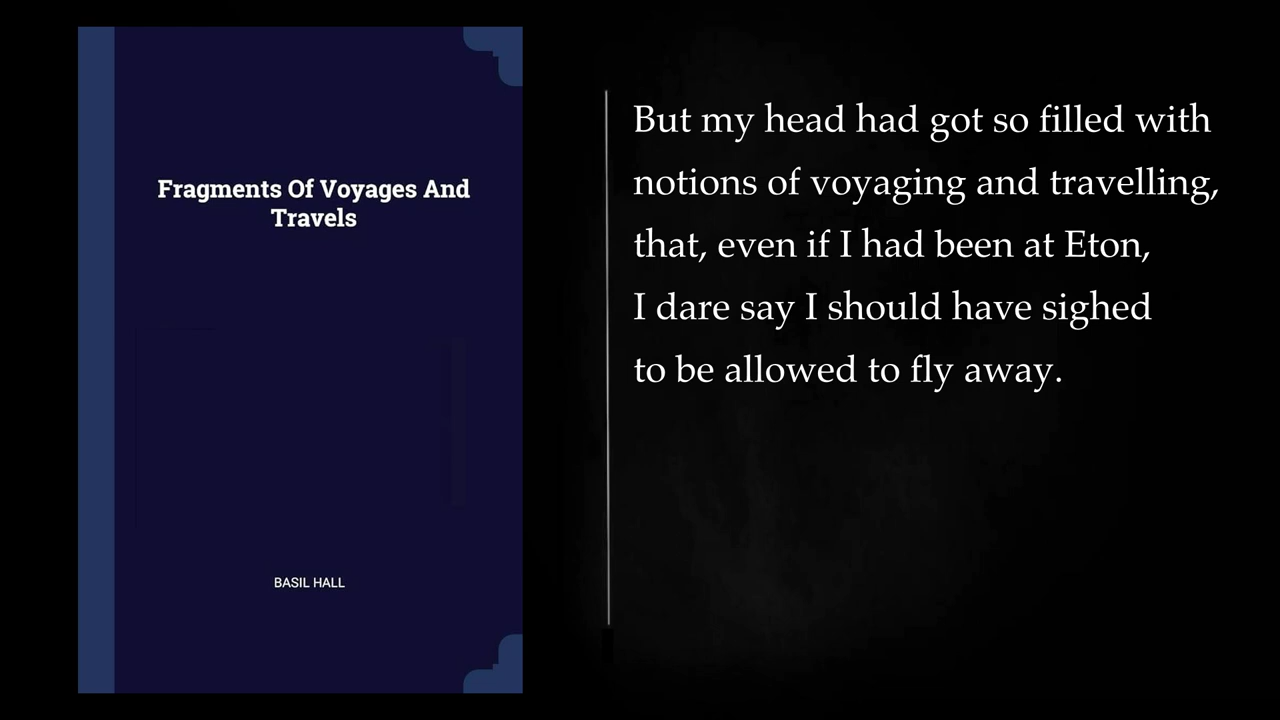 Fragments Of Voyages And
Travels
BASIL HALL
But my head had got so filled with
notions of voyaging and travelling,
that, even if I had been at Eton,
I dare say I should have sighed
to be allowed to fly away.